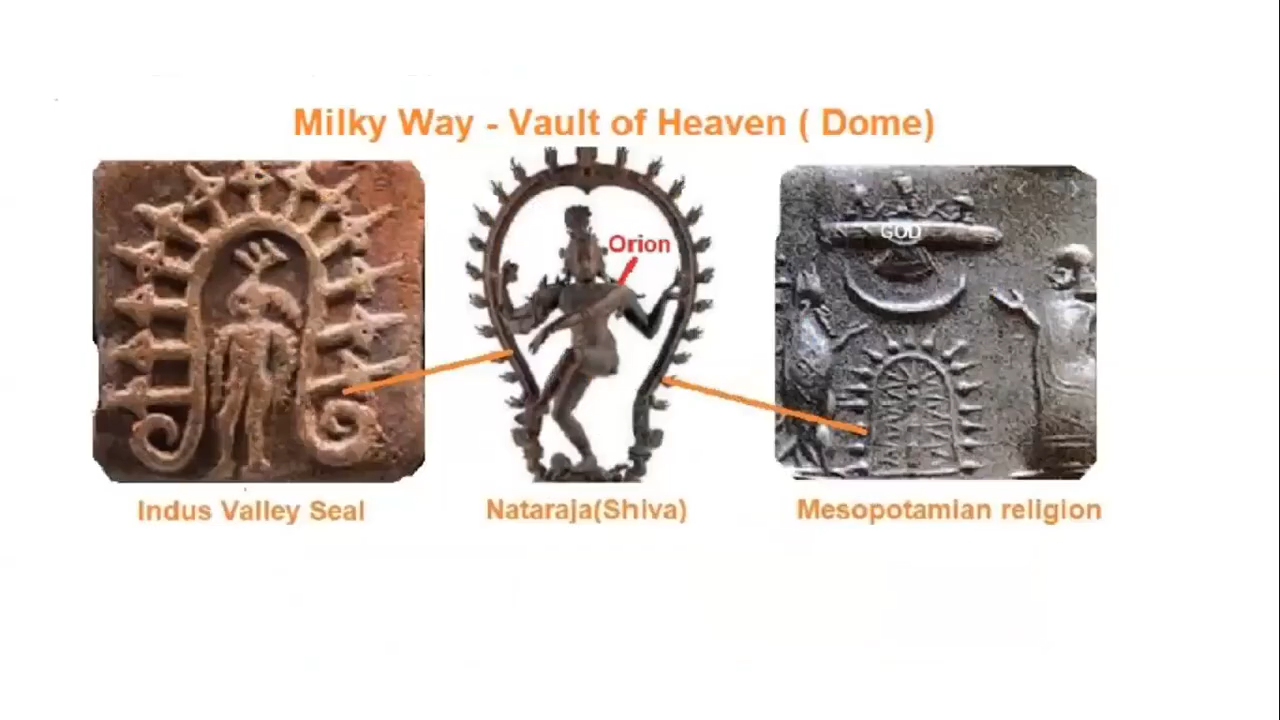 Milky Way - Vault of Heaven ( Dome)
Orion
GOD
Indus Valley Seal
Nataraja(Shiva)
Mesopotamian religion